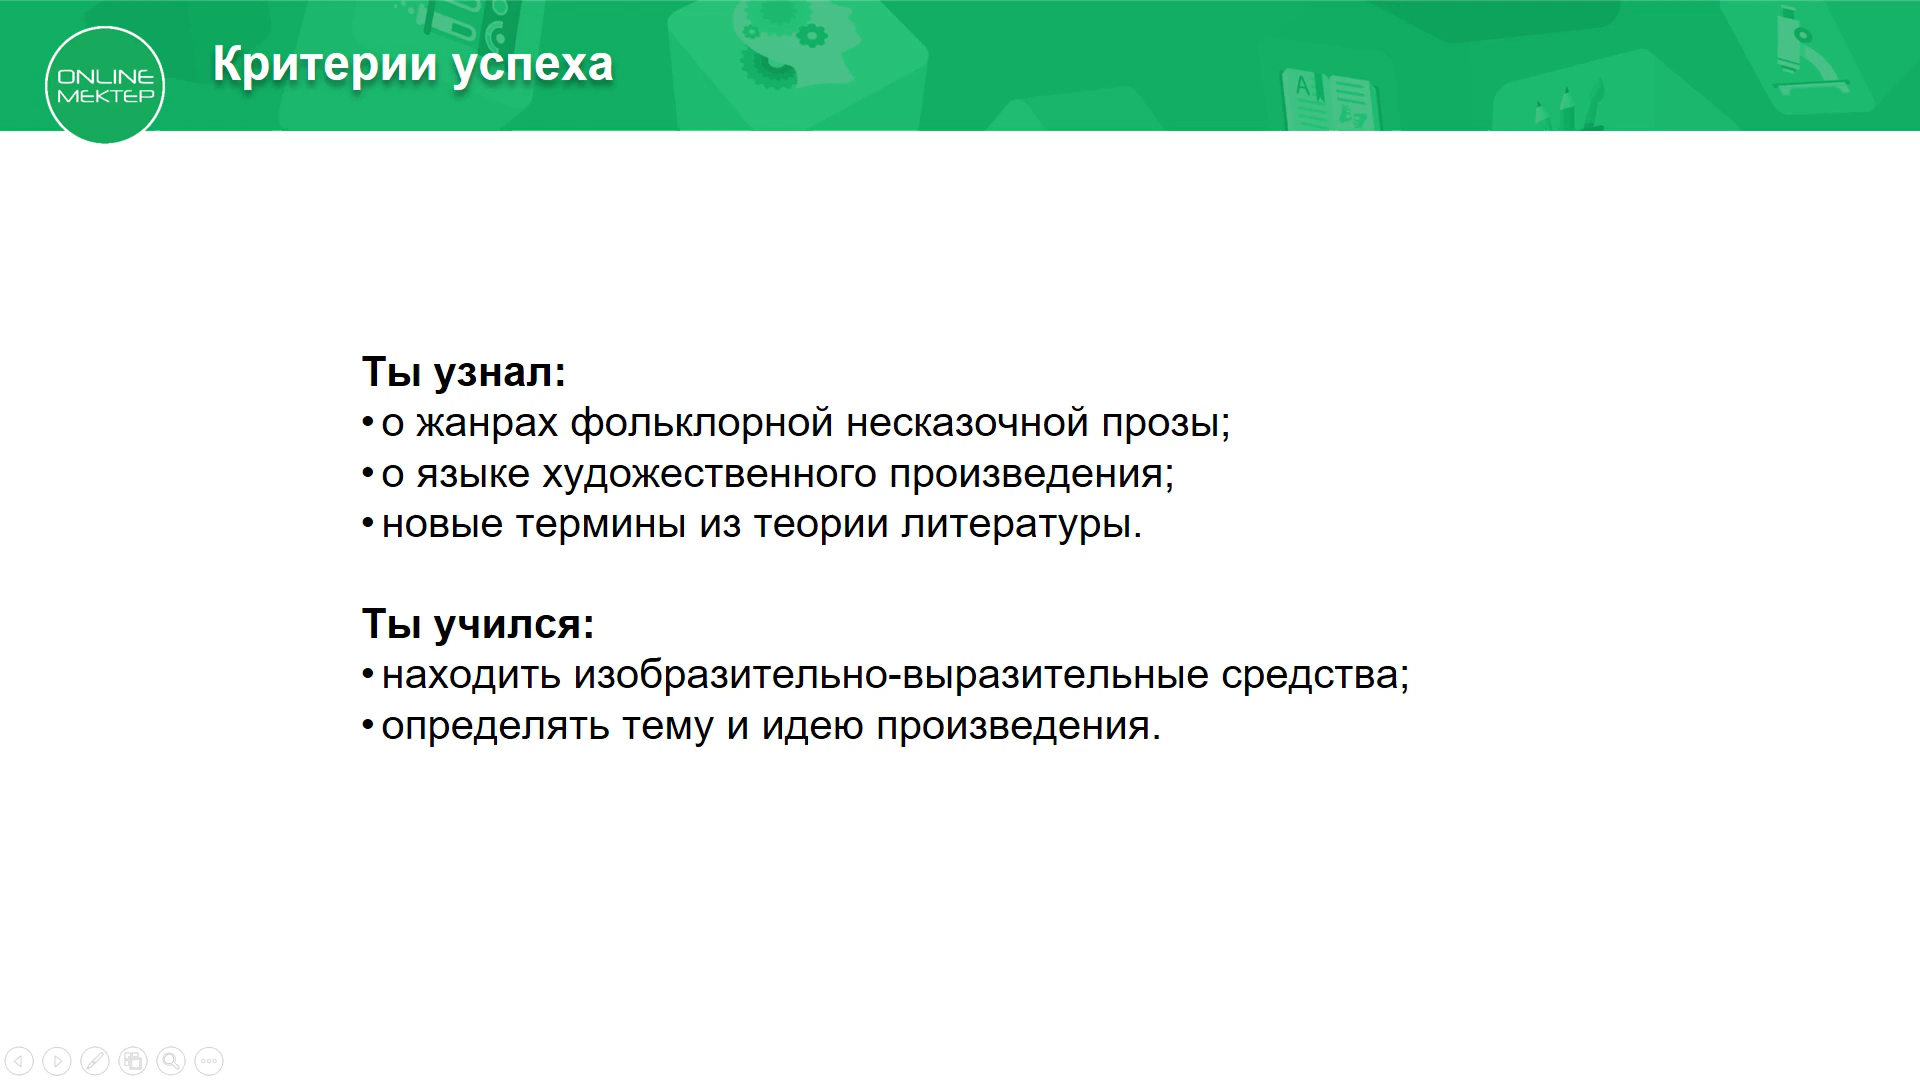 ONLINE
MEKTEP
Критерии успеха
Ты узнал:
• о жанрах фольклорной несказочной прозы;
• о языке художественного произведения;
• новые термины из теории литературы.
Ты учился:
• находить изобразительно-выразительные средства;
• определять тему и идею произведения.